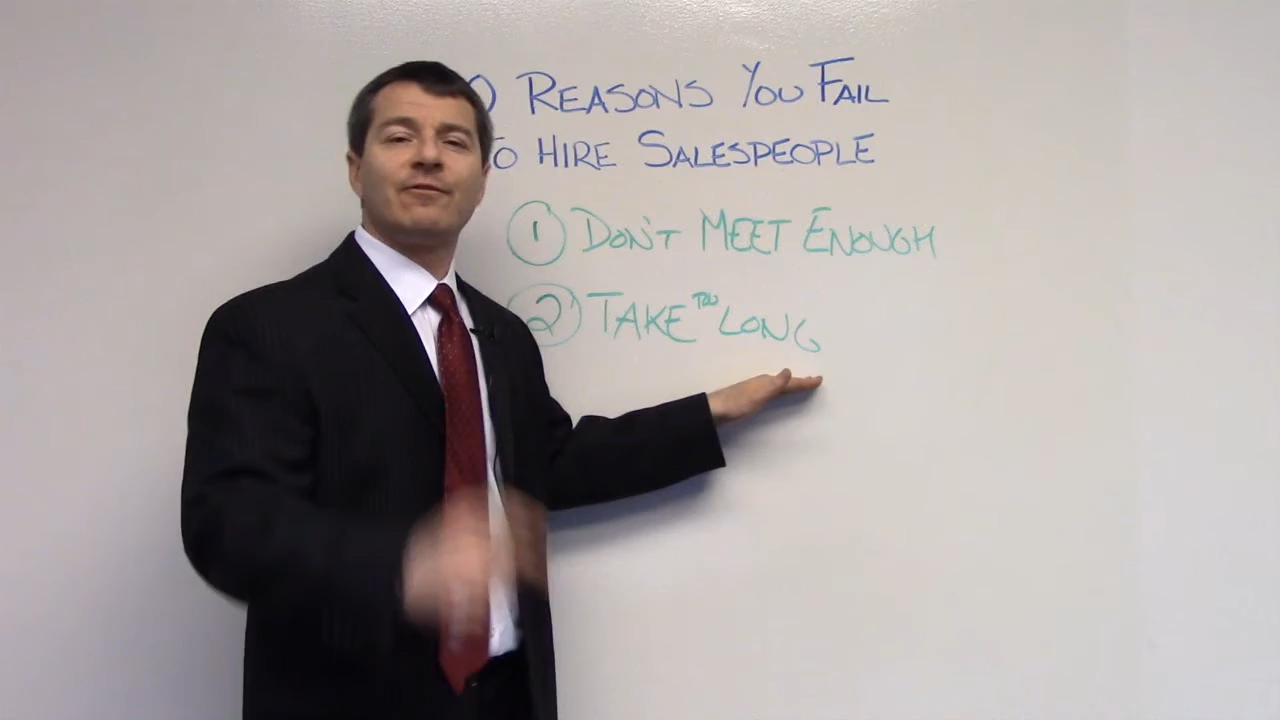 REASONS YOU FAIL
HIRE SALESPEOPLE
1 DON'T MEET ENOUGH
2 TAKE TOO LONG